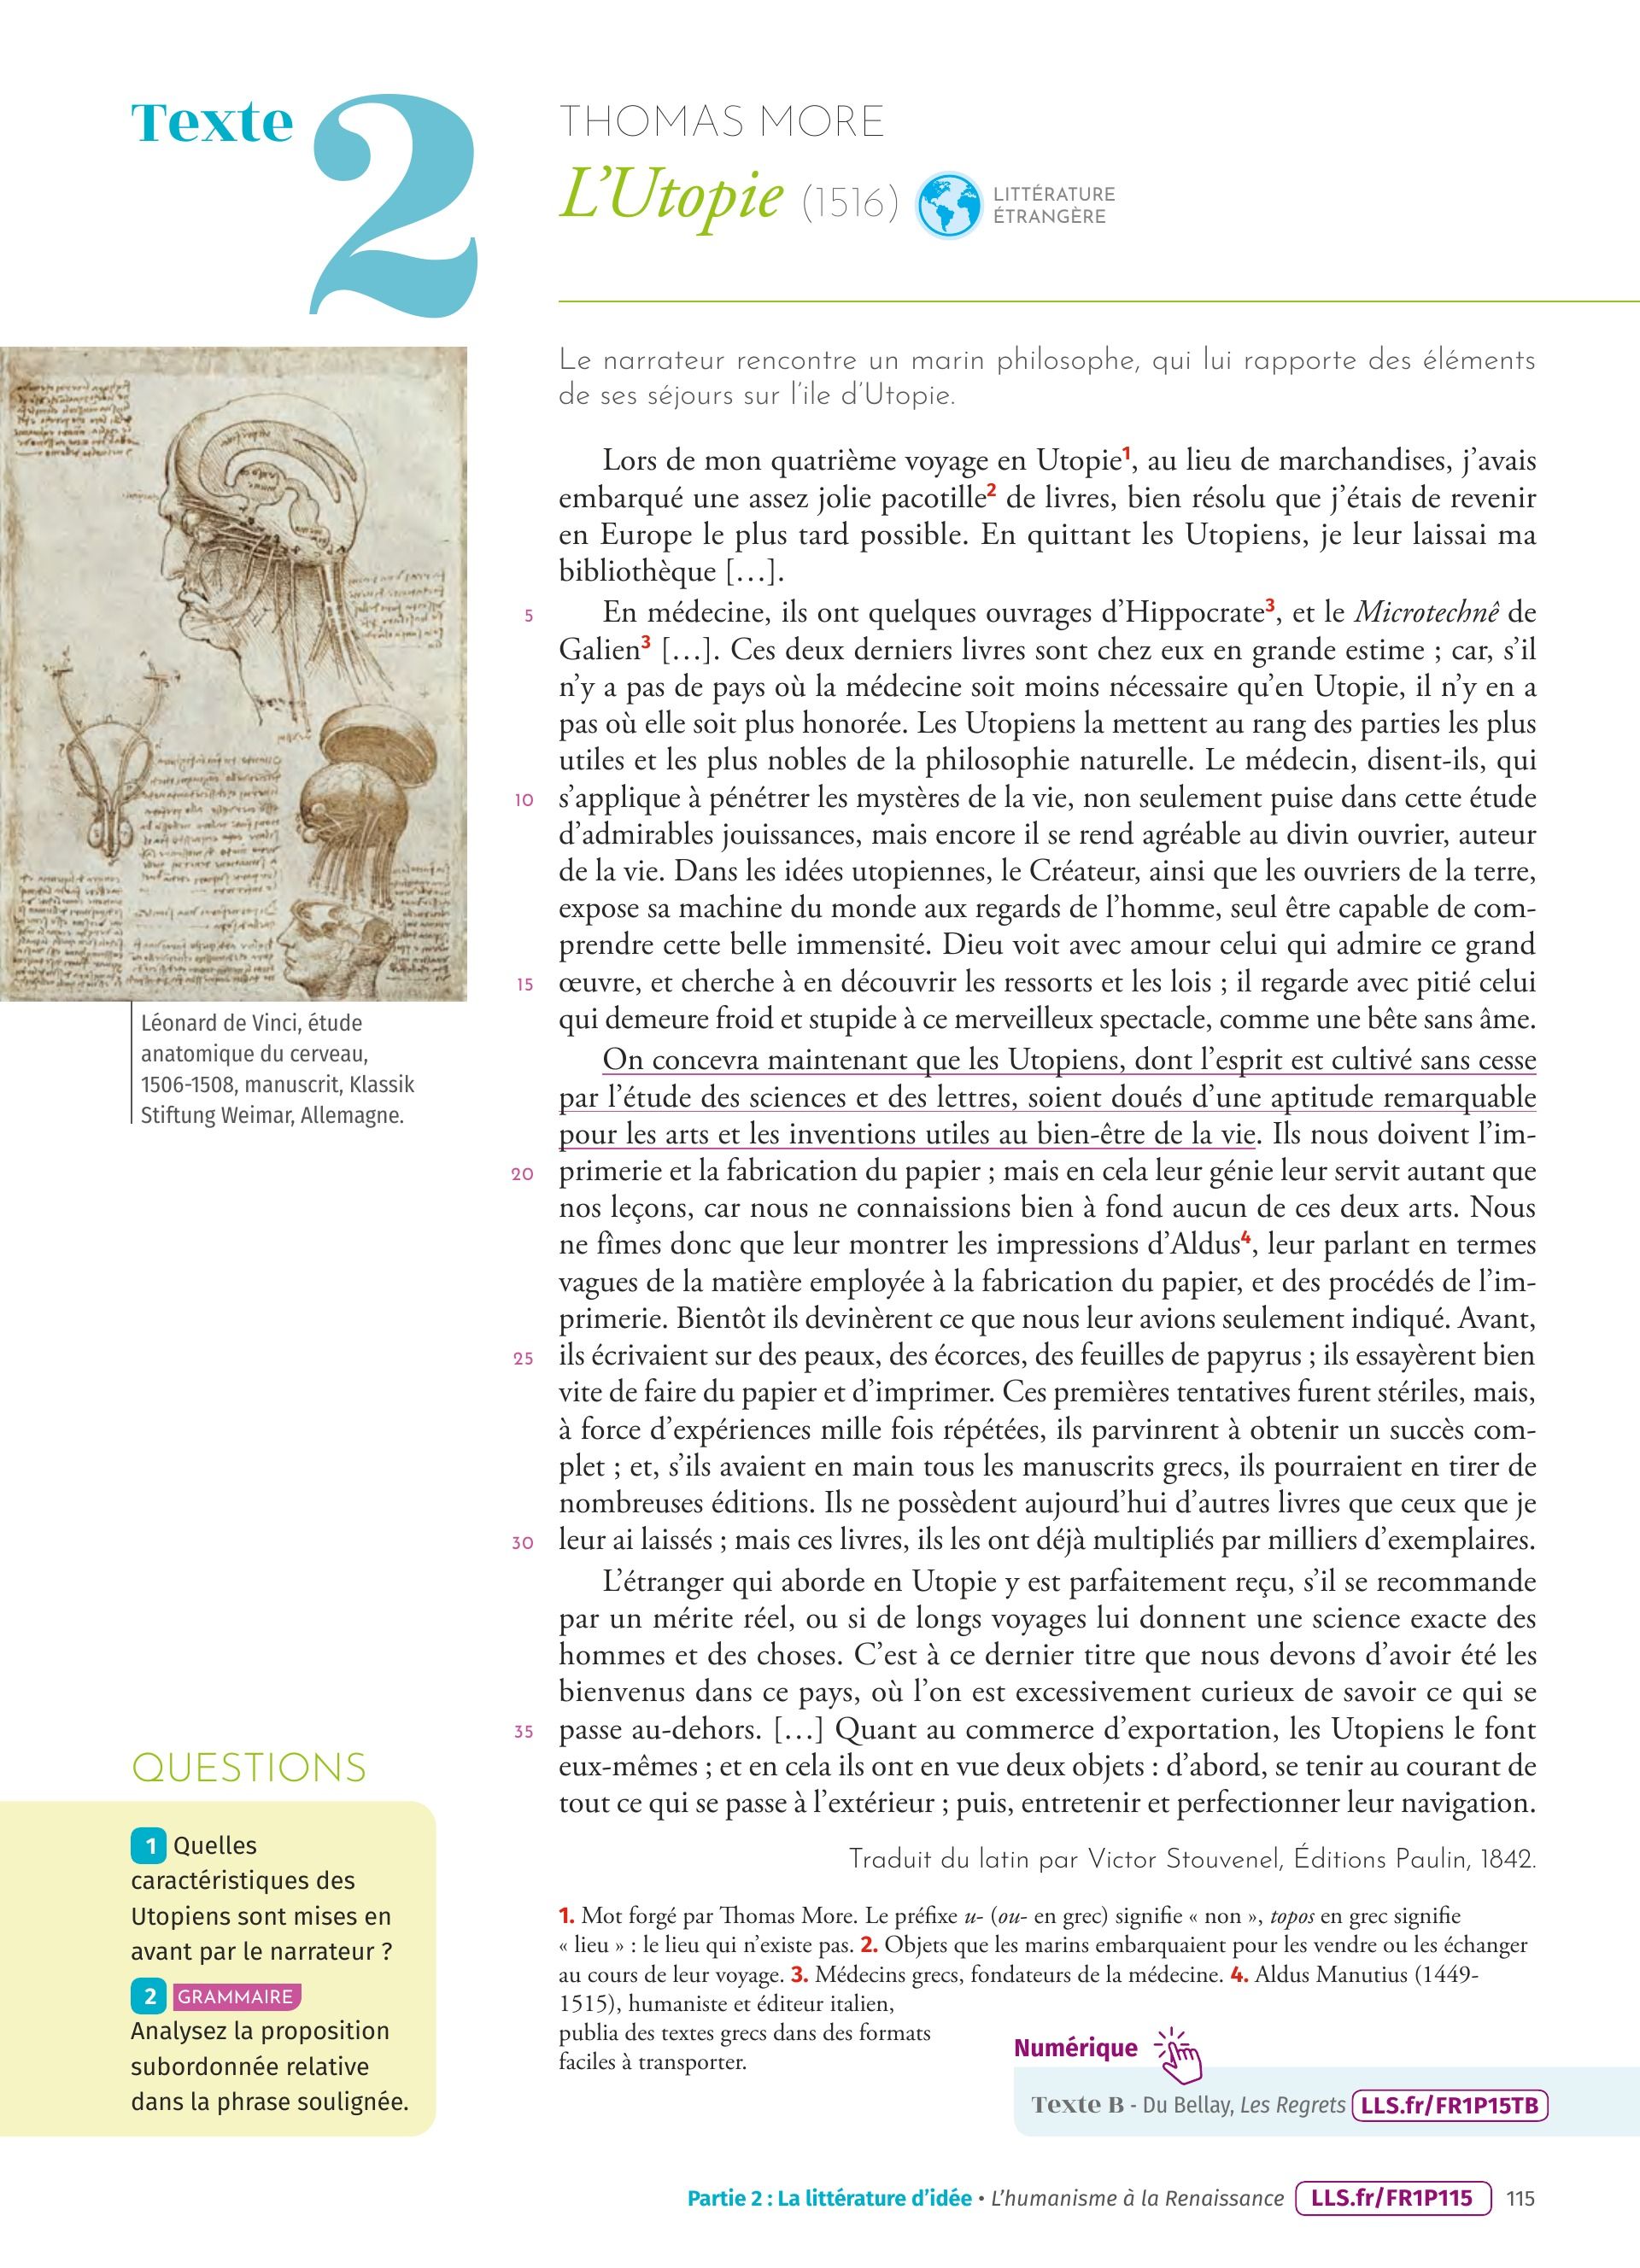 Texte 2
THOMAS MORE
L'Utopie (1516)
LITTÉRATURE
ÉTRANGÈRE
Le narrateur rencontre un marin philosophe, qui lui rapporte des éléments
de ses séjours sur l'ile d'Utopie.
Lors de mon quatrième voyage en Utopie1, au lieu de marchandises, j'avais
embarqué une assez jolie pacotille2 de livres, bien résolu que j'étais de revenir
en Europe le plus tard possible. En quittant les Utopiens, je leur laissai ma
bibliothèque […].
5 En médecine, ils ont quelques ouvrages d'Hippocrate3, et le Microtechnê de
Galien3 […]. Ces deux derniers livres sont chez eux en grande estime ; car, s'il
n'y a pas de pays où la médecine soit moins nécessaire qu'en Utopie, il n'y en a
pas où elle soit plus honorée. Les Utopiens la mettent au rang des parties les plus
utiles et les plus nobles de la philosophie naturelle. Le médecin, disent-ils, qui
10 s'applique à pénétrer les mystères de la vie, non seulement puise dans cette étude
d'admirables jouissances, mais encore il se rend agréable au divin ouvrier, auteur
de la vie. Dans les idées utopiennes, le Créateur, ainsi que les ouvriers de la terre,
expose sa machine du monde aux regards de l'homme, seul être capable de com-
prendre cette belle immensité. Dieu voit avec amour celui qui admire ce grand
15 œuvre, et cherche à en découvrir les ressorts et les lois ; il regarde avec pitié celui
qui demeure froid et stupide à ce merveilleux spectacle, comme une bête sans âme.
On concevra maintenant que les Utopiens, dont l'esprit est cultivé sans cesse
par l'étude des sciences et des lettres, soient doués d'une aptitude remarquable
pour les arts et les inventions utiles au bien-être de la vie. Ils nous doivent l'im-
20 primerie et la fabrication du papier ; mais en cela leur génie leur servit autant que
nos leçons, car nous ne connaissions bien à fond aucun de ces deux arts. Nous
ne fîmes donc que leur montrer les impressions d'Aldus4, leur parlant en termes
vagues de la matière employée à la fabrication du papier, et des procédés de l'im-
primerie. Bientôt ils devinèrent ce que nous leur avions seulement indiqué. Avant,
25 ils écrivaient sur des peaux, des écorces, des feuilles de papyrus ; ils essayèrent bien
vite de faire du papier et d'imprimer. Ces premières tentatives furent stériles, mais,
à force d'expériences mille fois répétées, ils parvinrent à obtenir un succès com-
plet ; et, s'ils avaient en main tous les manuscrits grecs, ils pourraient en tirer de
nombreuses éditions. Ils ne possèdent aujourd'hui d'autres livres que ceux que je
30 leur ai laissés ; mais ces livres, ils les ont déjà multipliés par milliers d'exemplaires.
L'étranger qui aborde en Utopie y est parfaitement reçu, s'il se recommande
par un mérite réel, ou si de longs voyages lui donnent une science exacte des
hommes et des choses. C'est à ce dernier titre que nous devons d'avoir été les
bienvenus dans ce pays, où l'on est excessivement curieux de savoir ce qui se
35 passe au-dehors. […] Quant au commerce d'exportation, les Utopiens le font
eux-mêmes ; et en cela ils ont en vue deux objets : d'abord, se tenir au courant de
tout ce qui se passe à l'extérieur ; puis, entretenir et perfectionner leur navigation.
Traduit du latin par Victor Stouvenel, Éditions Paulin, 1842.
1. Mot forgé par Thomas More. Le préfixe u- (ou- en grec) signifie « non », topos en grec signifie
« lieu » : le lieu qui n'existe pas. 2. Objets que les marins embarquaient pour les vendre ou les échanger
au cours de leur voyage. 3. Médecins grecs, fondateurs de la médecine. 4. Aldus Manutius (1449-
1515), humaniste et éditeur italien,
publia des textes grecs dans des formats
faciles à transporter.
Léonard de Vinci, étude
anatomique du cerveau,
1506-1508, manuscrit, Klassik
Stiftung Weimar, Allemagne.
QUESTIONS
1 Quelles
caractéristiques des
Utopiens sont mises en
avant par le narrateur ?
2 GRAMMAIRE
Analysez la proposition
subordonnée relative
dans la phrase soulignée.
Numérique
Texte B - Du Bellay, Les Regrets LLS.fr/FR1P15TB
Partie 2 : La littérature d'idée • L'humanisme à la Renaissance LLS.fr/FR1P115 115